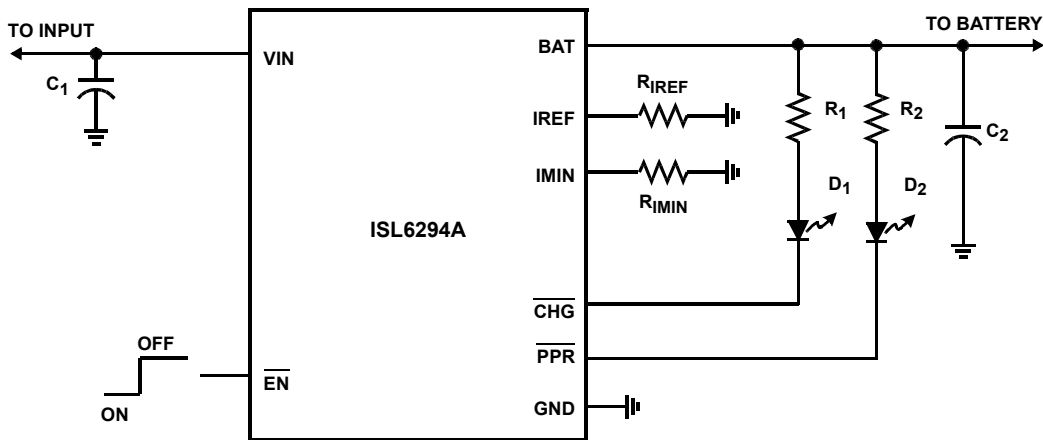 TO INPUT
TO BATTERY
VIN
BAT
C1
RIREF
IREF
R1
R2
C2
IMIN
RIMIN
D1
D2
ISL6294A
CHG
OFF
PPR
EN
ON
GND